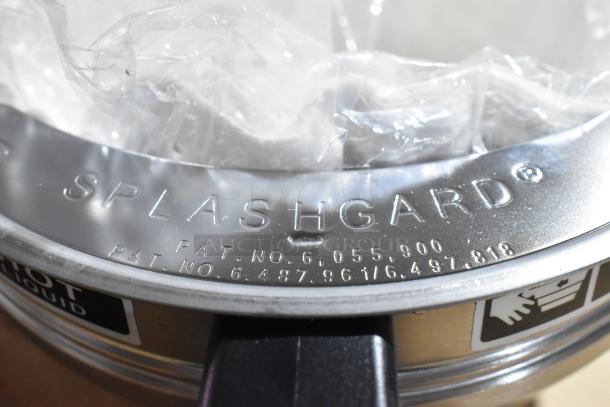 SPLASHGARD®
PAT.NO.6,055,900
PAT.NO.6,487,961/6,497,818
HOT
LIQUID